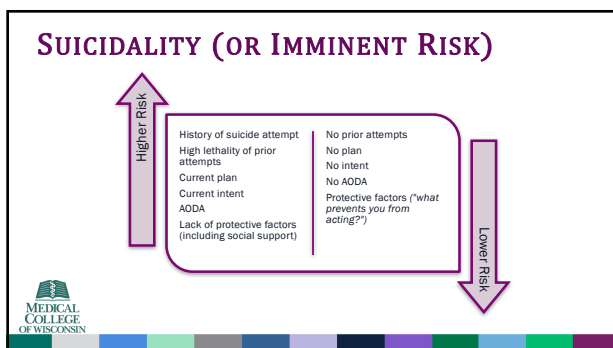 SUICIDALITY (OR IMMINENT RISK)
Higher Risk
History of suicide attempt
High lethality of prior
attempts
Current plan
Current intent
AODA
Lack of protective factors
(including social support)
No prior attempts
No plan
No intent
No AODA
Protective factors ("what
prevents you from
acting?")
Lower Risk
MEDICAL
COLLEGE
OF WISCONSIN